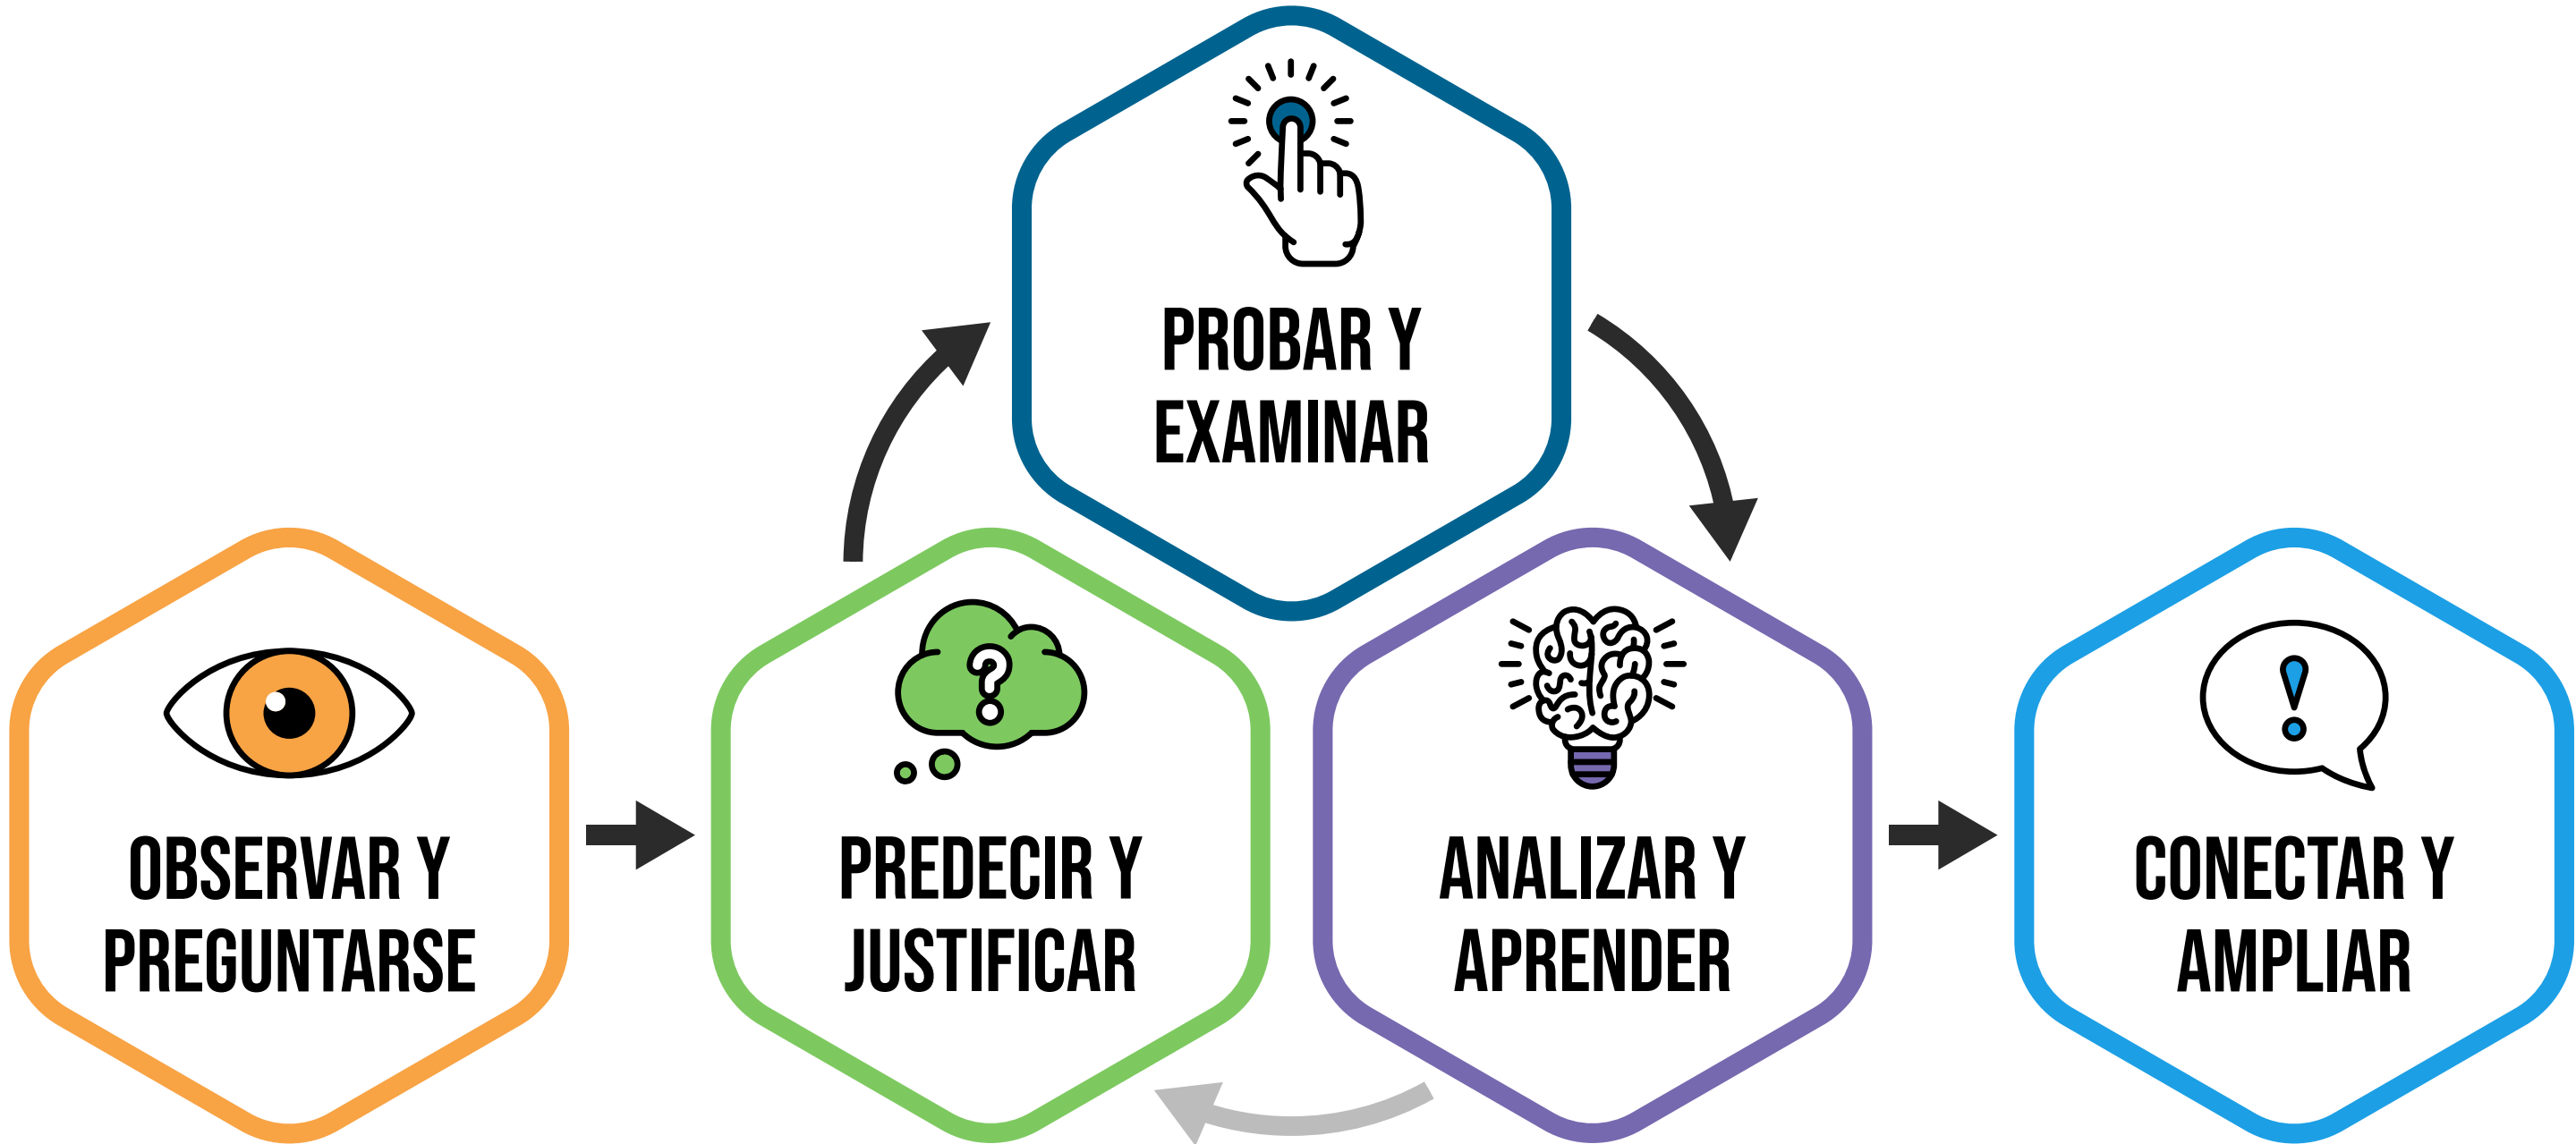 OBSERVAR Y
PREGUNTARSE
PREDECIR Y
JUSTIFICAR
PROBAR Y
EXAMINAR
ANALIZAR Y
APRENDER
CONECTAR Y
AMPLIAR